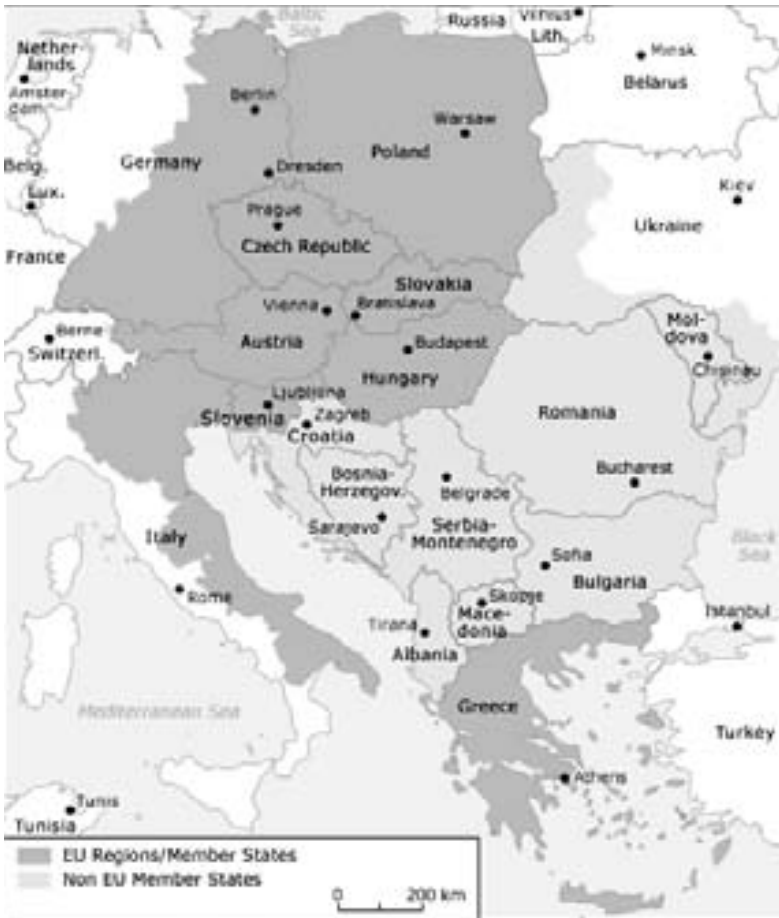 Baltic
Sea
Russia
Vilnius
Lith.
Minsk
Belarus
Nether-
lands
Amster-
dam
Berlin
Warsaw
Poland
Germany
Dresden
Belg.
Lux.
Prague
Czech Republic
Kiev
Ukraine
France
Slovakia
Vienna
Bratislava
Berne
Switzerl.
Austria
Budapest
Hungary
Mol-
dova
Chisinau
Ljubljana
Slovenia
Zagreb
Croatia
Romania
Bosnia-
Herzegov.
Belgrade
Bucharest
Sarajevo
Serbia-
Montenegro
Italy
Black
Sea
Sofia
Bulgaria
Rome
Skopje
Mace-
donia
Tirana
Albania
Istanbul
Mediterranean Sea
Greece
Turkey
Athens
Tunis
Tunisia
EU Regions/Member States
Non EU Member States
0 200 km